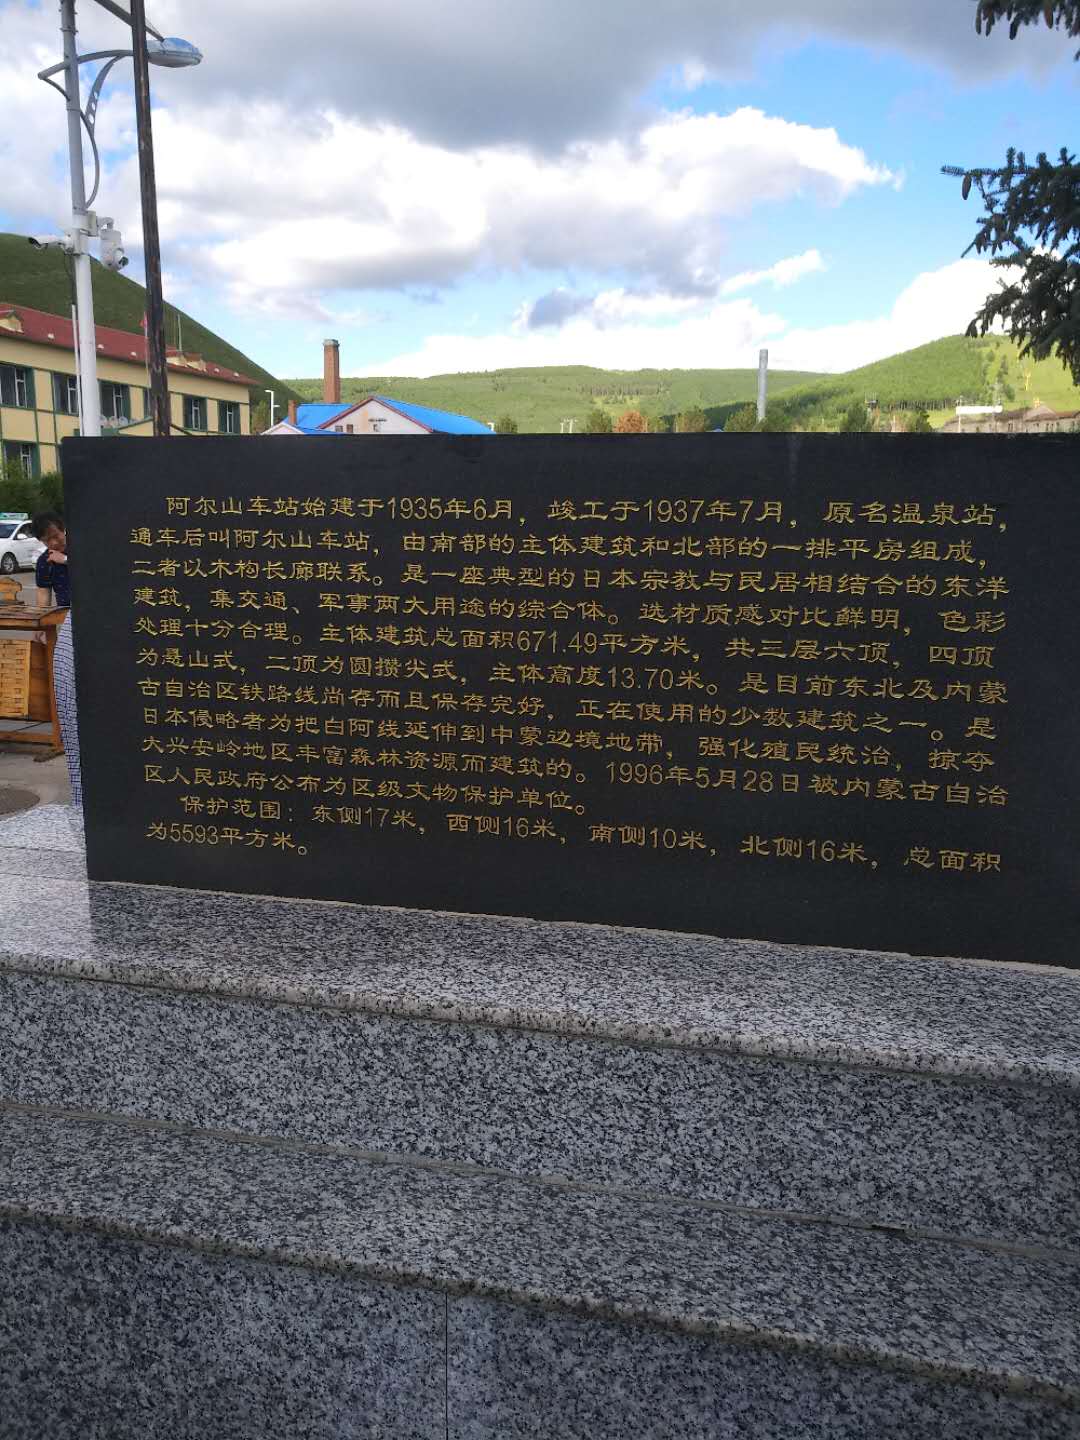 阿尔山车站始建于1935年6月，竣工于1937年7月，原名温泉站，
通车后叫阿尔山车站，由南部的主体建筑和北部的一排平房组成，
二者以木构长廊联系。是一座典型的日本宗教与民居相结合的东洋
建筑，集交通、军事两大用途的综合体。选材质感对比鲜明，色彩
处理十分合理。主体建筑总面积671.49平方米，共三层六顶，四顶
为悬山式，二顶为圆攒尖式，主体高度13.70米。是目前东北及内蒙
古自治区铁路线尚存而且保存完好，正在使用的少数建筑之一。是
日本侵略者为把白阿线延伸到中蒙边境地带，强化殖民统治，掠夺
大兴安岭地区丰富森林资源而建筑的。1996年5月28日被内蒙古自治
区人民政府公布为区级文物保护单位。
保护范围：东侧17米，西侧16米，南侧10米，北侧16米，总面积
为5593平方米。